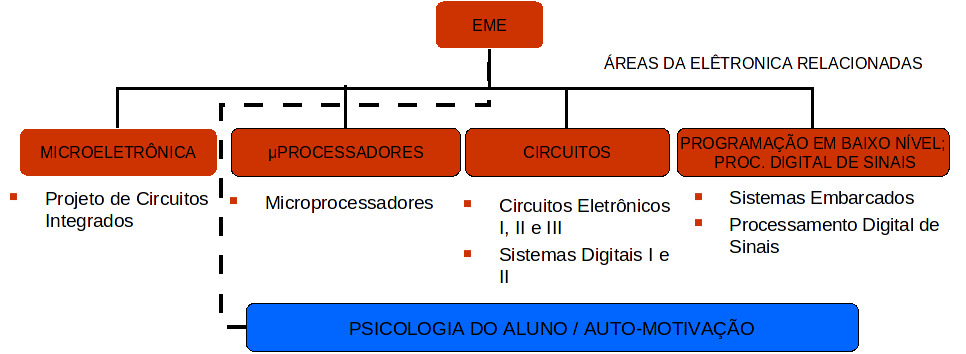 EME
ÁREAS DA ELÊTRONICA RELACIONADAS
MICROELETRÔNICA
µPROCESSADORES
CIRCUITOS
PROGRAMAÇÃO EM BAIXO NÍVEL;
PROC. DIGITAL DE SINAIS
Projeto de Circuitos
Integrados
Microprocessadores
Circuitos Eletrônicos
I, II e III
Sistemas Digitais I e
II
Sistemas Embarcados
Processamento Digital de
Sinais
PSICOLOGIA DO ALUNO / AUTO-MOTIVAÇÃO